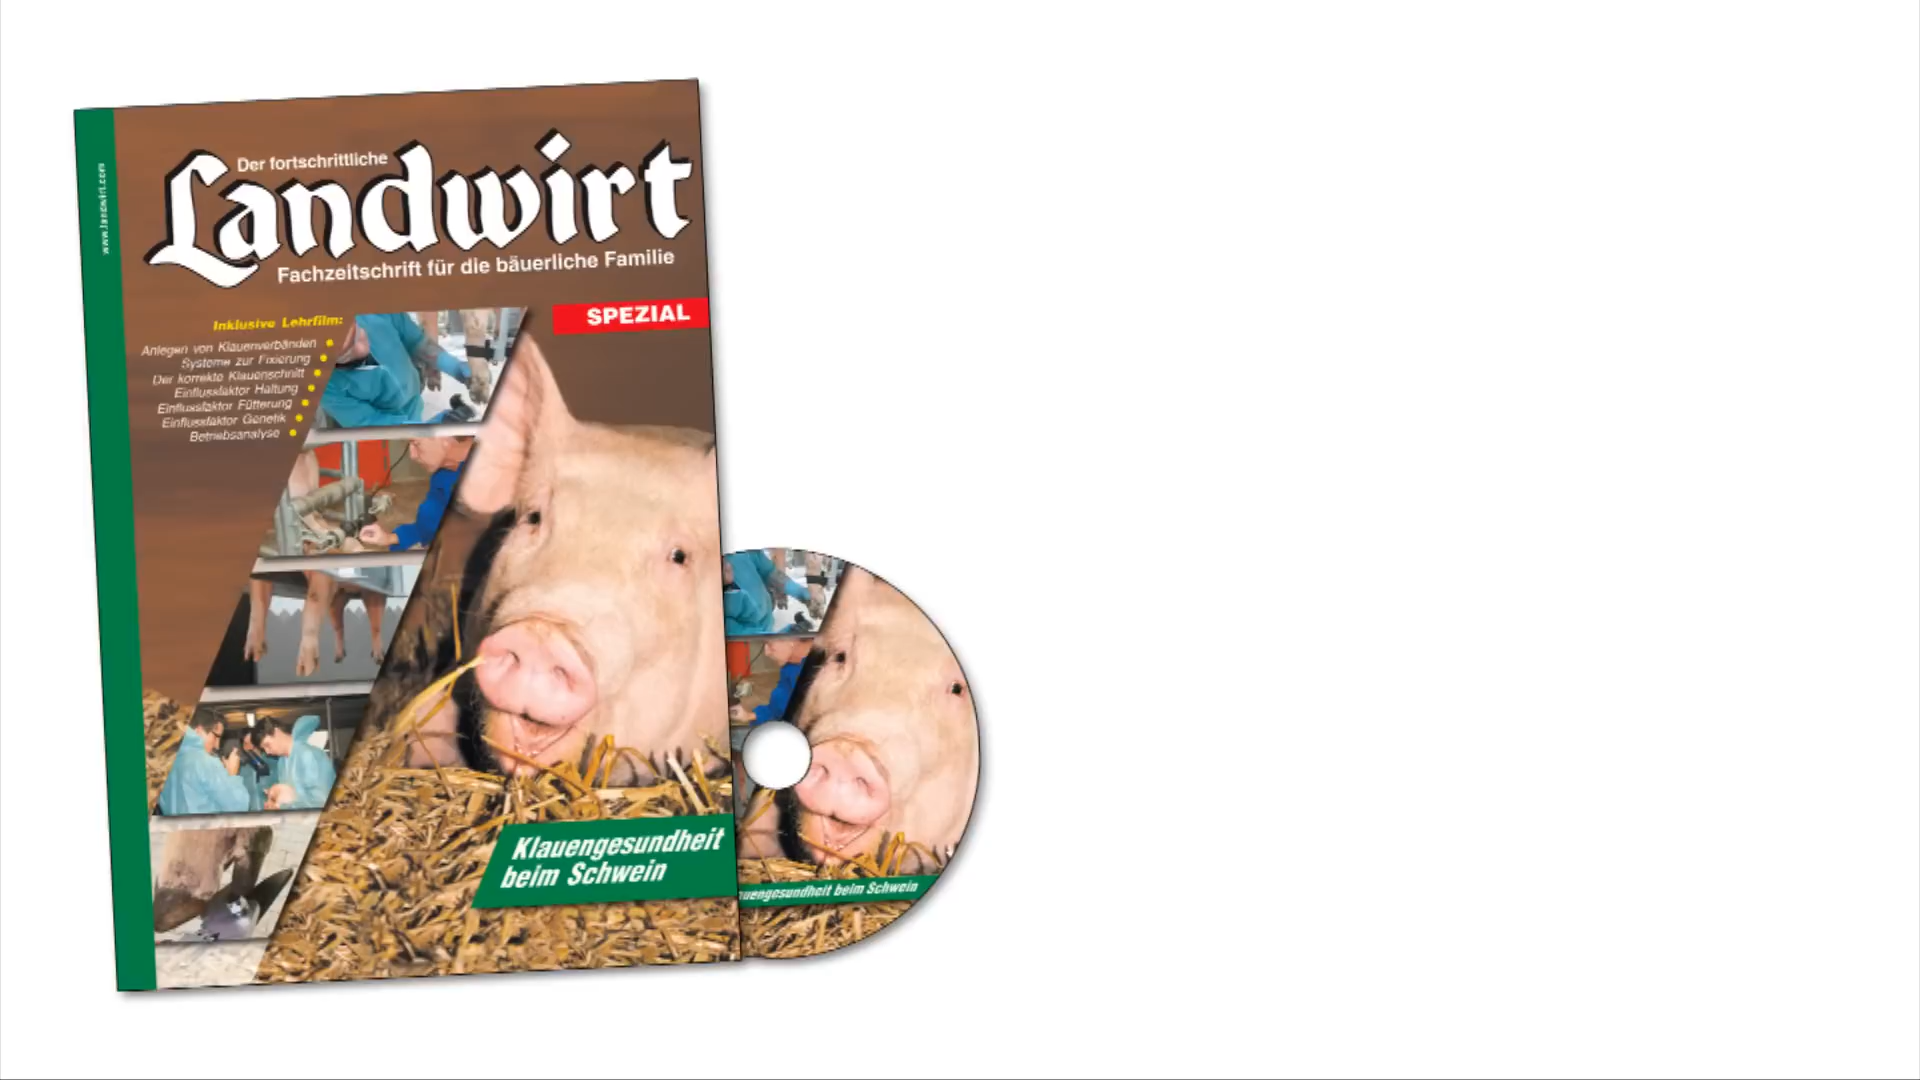 www.landwirt.com
Der fortschrittliche
Landwirt
Fachzeitschrift für die bäuerliche Familie
SPEZIAL
Inklusive Lehrfilm:
Anlegen von Klauenverbänden
Systeme zur Fixierung
Der korrekte Klauenschnitt
Einflussfaktor Haltung
Einflussfaktor Fütterung
Einflussfaktor Genetik
Betriebsanalyse
Klauengesundheit
beim Schwein
auengesundheit beim Schwein